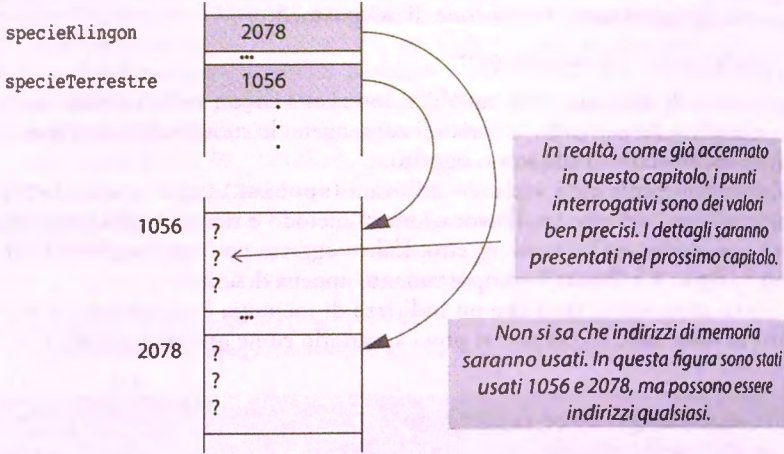 specieKlingon 2078
...
specieTerrestre 1056
.
.
.
In realtà, come già accennato
in questo capitolo, i punti
interrogativi sono dei valori
ben precisi. I dettagli saranno
presentati nel prossimo capitolo.
1056 ?
?
?
...
2078 ?
?
?
Non si sa che indirizzi di memoria
saranno usati. In questa figura sono stati
usati 1056 e 2078, ma possono essere
indirizzi qualsiasi.